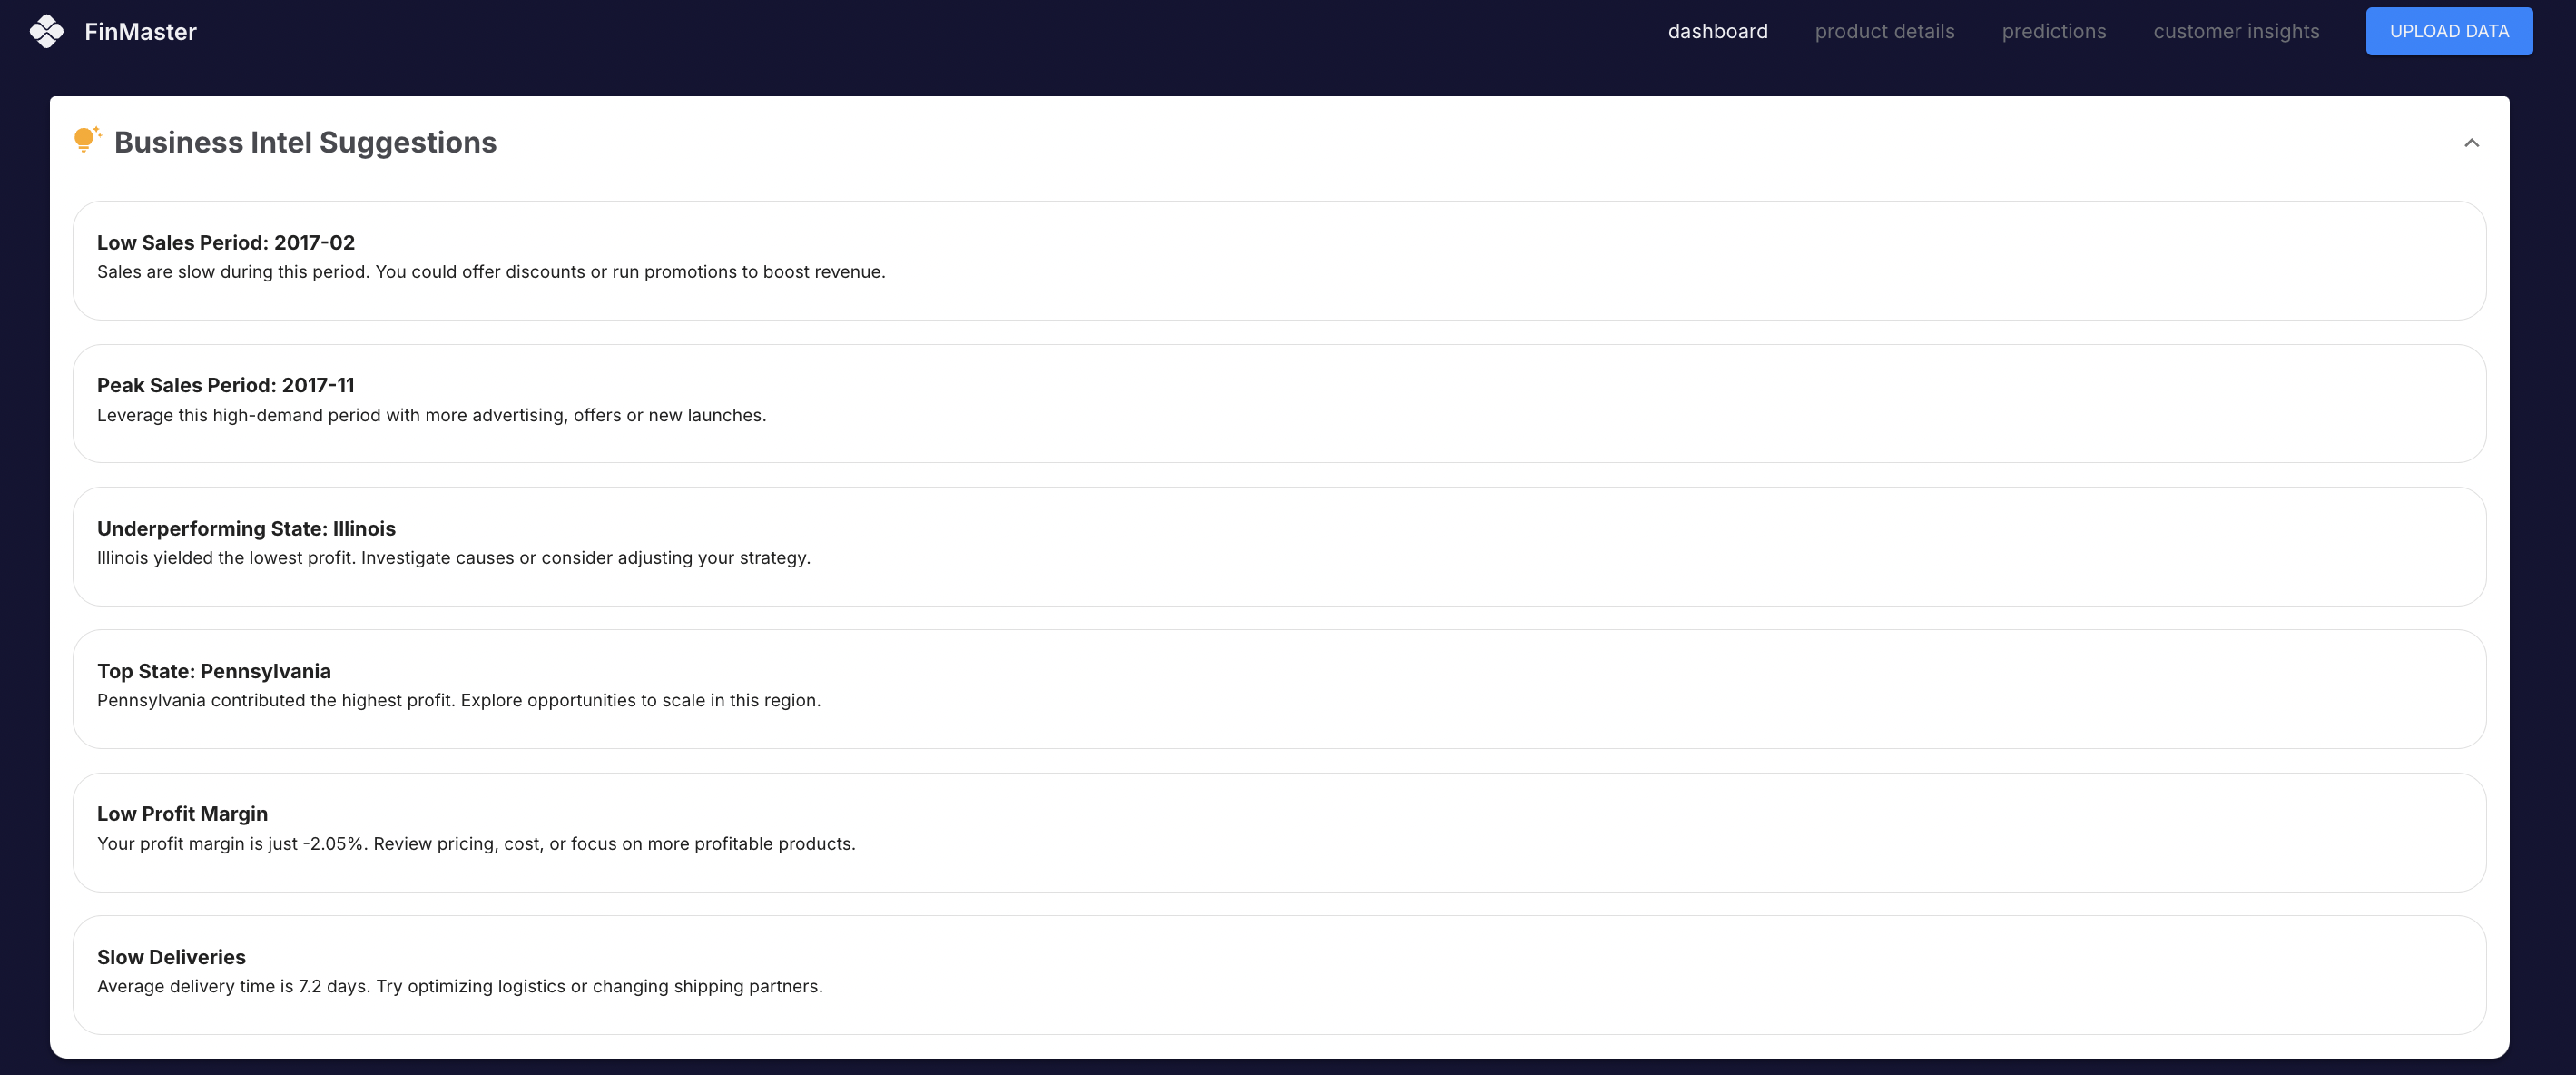 FinMaster
dashboard product details predictions customer insights UPLOAD DATA
Business Intel Suggestions
Low Sales Period: 2017-02
Sales are slow during this period. You could offer discounts or run promotions to boost revenue.
Peak Sales Period: 2017-11
Leverage this high-demand period with more advertising, offers or new launches.
Underperforming State: Illinois
Illinois yielded the lowest profit. Investigate causes or consider adjusting your strategy.
Top State: Pennsylvania
Pennsylvania contributed the highest profit. Explore opportunities to scale in this region.
Low Profit Margin
Your profit margin is just -2.05%. Review pricing, cost, or focus on more profitable products.
Slow Deliveries
Average delivery time is 7.2 days. Try optimizing logistics or changing shipping partners.